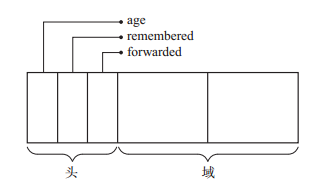 age
remembered
forwarded
头
域